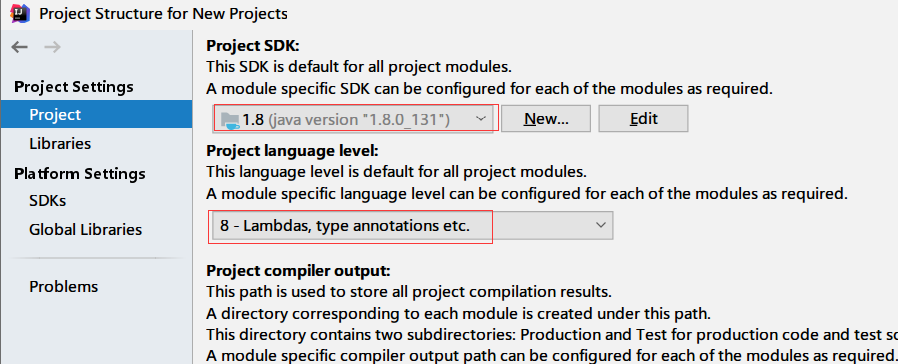 Project Structure for New Projects
Project Settings
Project
Libraries
Platform Settings
SDKs
Global Libraries
Problems
Project SDK:
This SDK is default for all project modules.
A module specific SDK can be configured for each of the modules as required.
1.8 (java version "1.8.0_131")
New...
Edit
Project language level:
This language level is default for all project modules.
A module specific language level can be configured for each of the modules as required.
8 - Lambdas, type annotations etc.
Project compiler output:
This path is used to store all project compilation results.
A directory corresponding to each module is created under this path.
This directory contains two subdirectories: Production and Test for production code and test so
A module specific compiler output path can be configured for each of the modules as required.